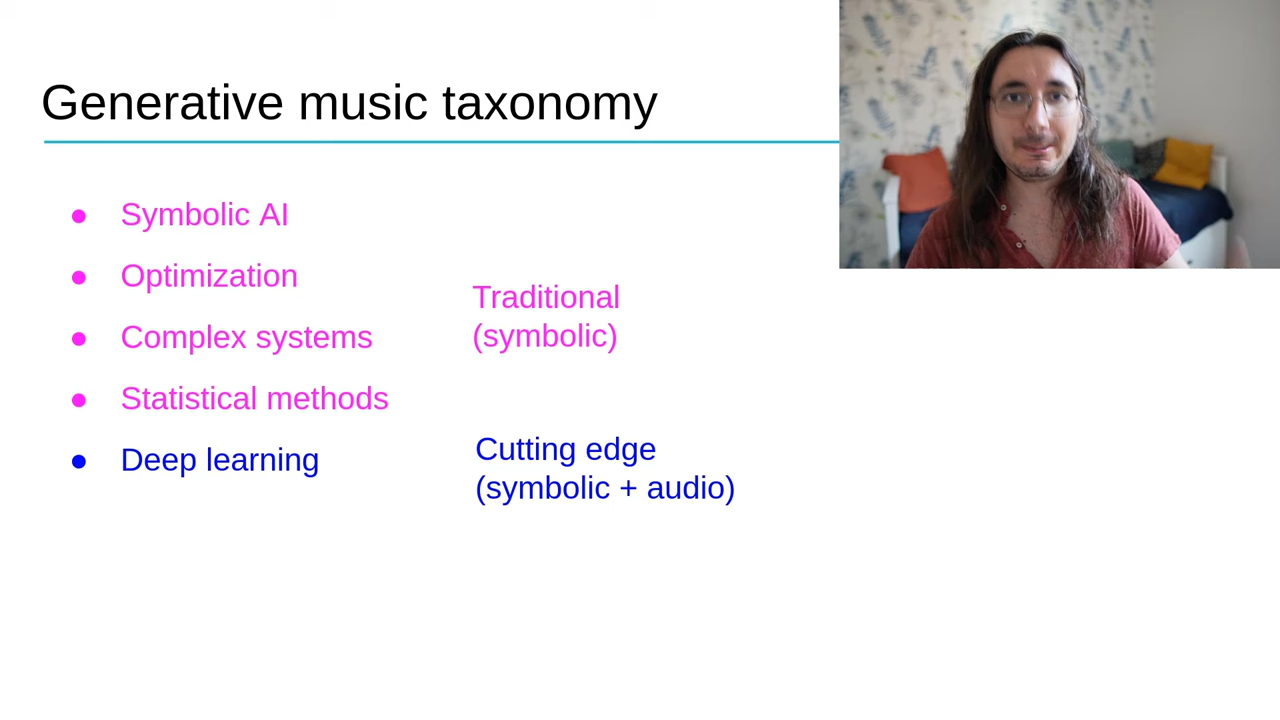 Generative music taxonomy
● Symbolic AI
● Optimization
● Complex systems
● Statistical methods
● Deep learning
Traditional
(symbolic)
Cutting edge
(symbolic + audio)